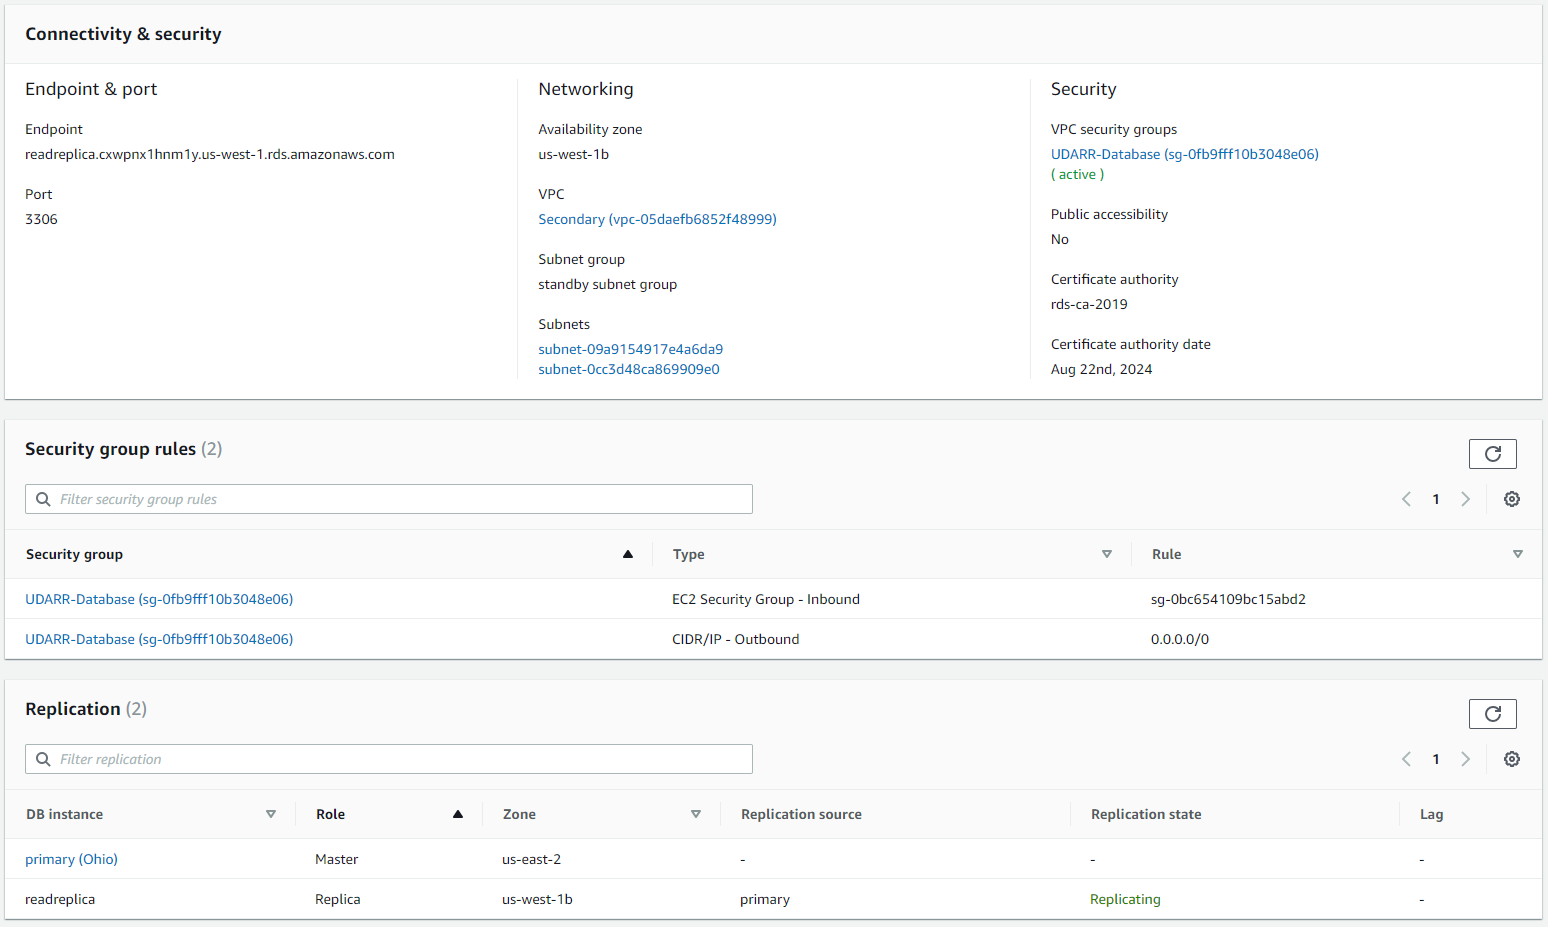 Connectivity & security
Endpoint & port
Endpoint
readreplica.cxwpnx1hnm1y.us-west-1.rds.amazonaws.com
Port
3306
Networking
Availability zone
us-west-1b
VPC
Secondary (vpc-05daefb6852f48999)
Subnet group
standby subnet group
Subnets
subnet-09a9154917e4a6da9
subnet-0cc3d48ca869909e0
Security
VPC security groups
UDARR-Database (sg-0fb9fff10b3048e06)
( active )
Public accessibility
No
Certificate authority
rds-ca-2019
Certificate authority date
Aug 22nd, 2024
Security group rules (2)
Filter security group rules
1
Security group Type Rule
UDARR-Database (sg-0fb9fff10b3048e06) EC2 Security Group - Inbound sg-0bc654109bc15abd2
UDARR-Database (sg-0fb9fff10b3048e06) CIDR/IP - Outbound 0.0.0.0/0
Replication (2)
Filter replication
1
DB instance Role Zone Replication source Replication state Lag
primary (Ohio) Master us-east-2 - - -
readreplica Replica us-west-1b primary Replicating -